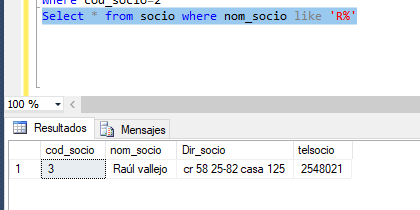 where cod_socio=2
Select * from socio where nom_socio like 'R%'
100 %
Resultados Mensajes
cod_socio nom_socio Dir_socio telsocio
1 3 Raúl vallejo cr 58 25-82 casa 125 2548021